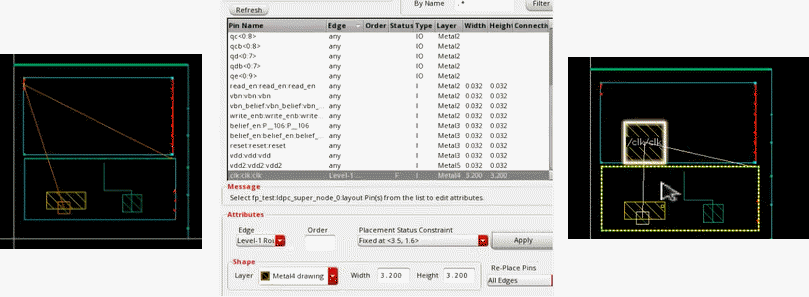 By Name .*
Filter
Refresh
Pin Name Edge Order Status Type Layer Width Height Connectiv
qc<0:8> any IO Metal2
qcb<0:8> any IO Metal2
qd<0:7> any IO Metal2
qdb<0:7> any IO Metal2
qe<0:9> any IO Metal2
read_en:read_en:read_en any I Metal2 0.032 0.032
vbn:vbn:vbn any I Metal2 0.032 0.032
vbn_belief:vbn_belief:vbn_... any I Metal2 0.032 0.032
write_enb:write_enb:write_... any I Metal2 0.032 0.032
belief_en:P__106:P__106 any I Metal3 0.032 0.032
belief_en:belief_en:belief_en... any I Metal3 0.032 0.032
reset:reset:reset any I Metal3 0.032 0.032
vdd:vdd:vdd any I Metal3 0.032 0.032
vdd2:vdd2:vdd2 any I Metal5 0.032 0.032
clk:clk:clk Level-1 ... F I Metal4 3.200 3.200
Message
Select fp_test:ldpc_super_node_0:layout Pin(s) from the list to edit attributes.
Attributes
Edge Order Placement Status Constraint
Level-1 Rou Fixed at <3.5, 1.6> Apply
Shape
Layer Metal4 drawing Width 3.200 Height 3.200
Re-Place Pins
All Edges
/clk/clk